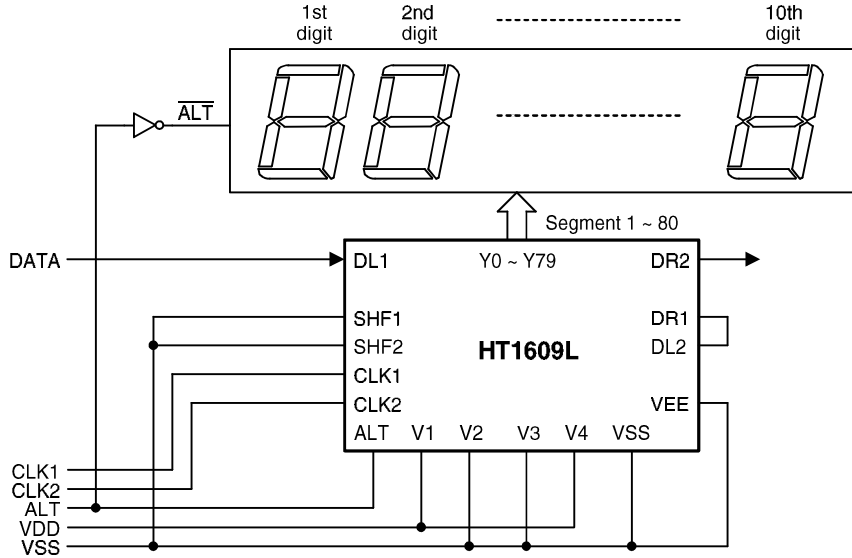 1st
digit
2nd
digit
10th
digit
ALT
Segment 1 ~ 80
DATA
DL1
Y0 ~ Y79
DR2
SHF1
DR1
SHF2
HT1609L
DL2
CLK1
CLK2
VEE
ALT V1 V2 V3 V4 VSS
CLK1
CLK2
ALT
VDD
VSS